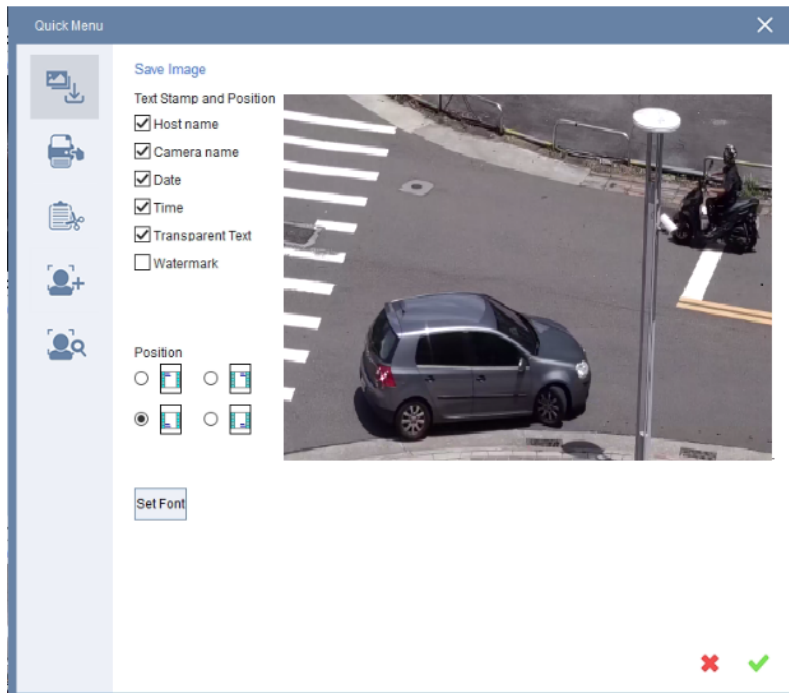 Quick Menu
Save Image
Text Stamp and Position
Host name
Camera name
Date
Time
Transparent Text
Watermark
Position
Set Font